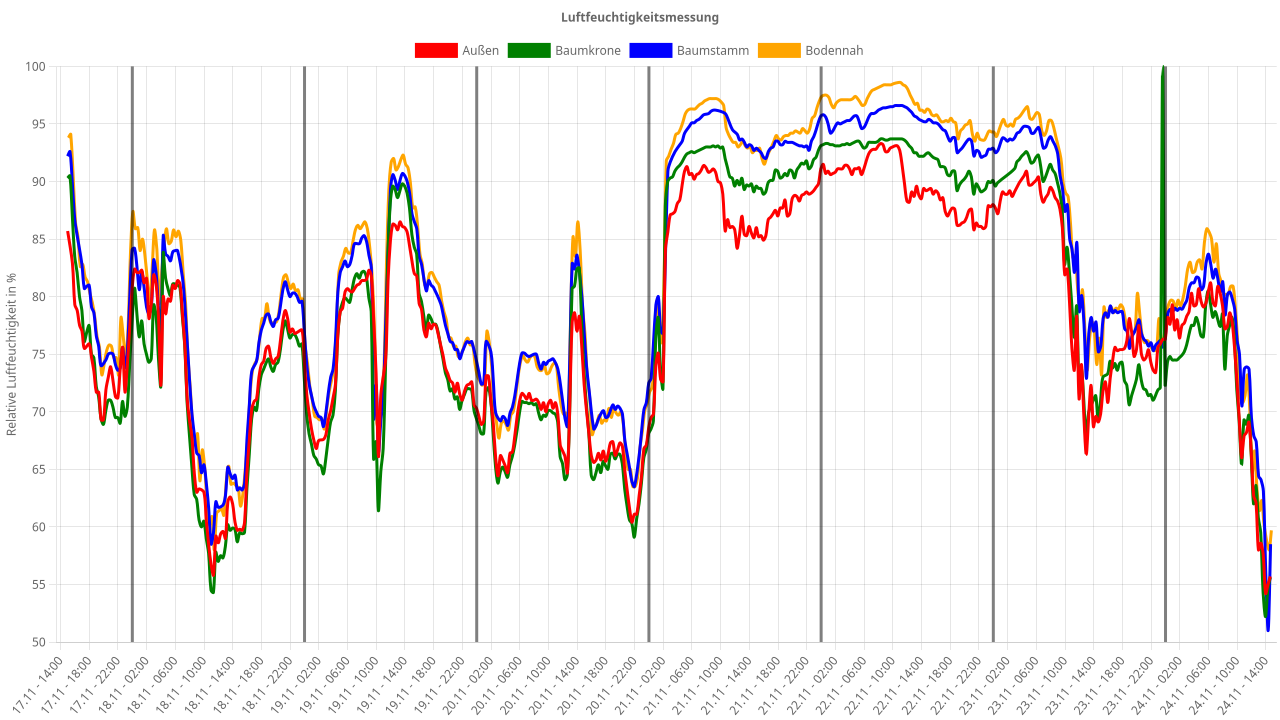 Luftfeuchtigkeitsmessung
Außen Baumkrone Baumstamm Bodennah
Relative Luftfeuchtigkeit in %
100
95
90
85
80
75
70
65
60
55
50
17.11 - 14:00
17.11 - 18:00
17.11 - 22:00
18.11 - 02:00
18.11 - 06:00
18.11 - 10:00
18.11 - 14:00
18.11 - 18:00
18.11 - 22:00
19.11 - 02:00
19.11 - 06:00
19.11 - 10:00
19.11 - 14:00
19.11 - 18:00
19.11 - 22:00
20.11 - 02:00
20.11 - 06:00
20.11 - 10:00
20.11 - 14:00
20.11 - 18:00
20.11 - 22:00
21.11 - 02:00
21.11 - 06:00
21.11 - 10:00
21.11 - 14:00
21.11 - 18:00
21.11 - 22:00
22.11 - 02:00
22.11 - 06:00
22.11 - 10:00
22.11 - 14:00
22.11 - 18:00
22.11 - 22:00
23.11 - 02:00
23.11 - 06:00
23.11 - 10:00
23.11 - 14:00
23.11 - 18:00
23.11 - 22:00
24.11 - 02:00
24.11 - 06:00
24.11 - 10:00
24.11 - 14:00